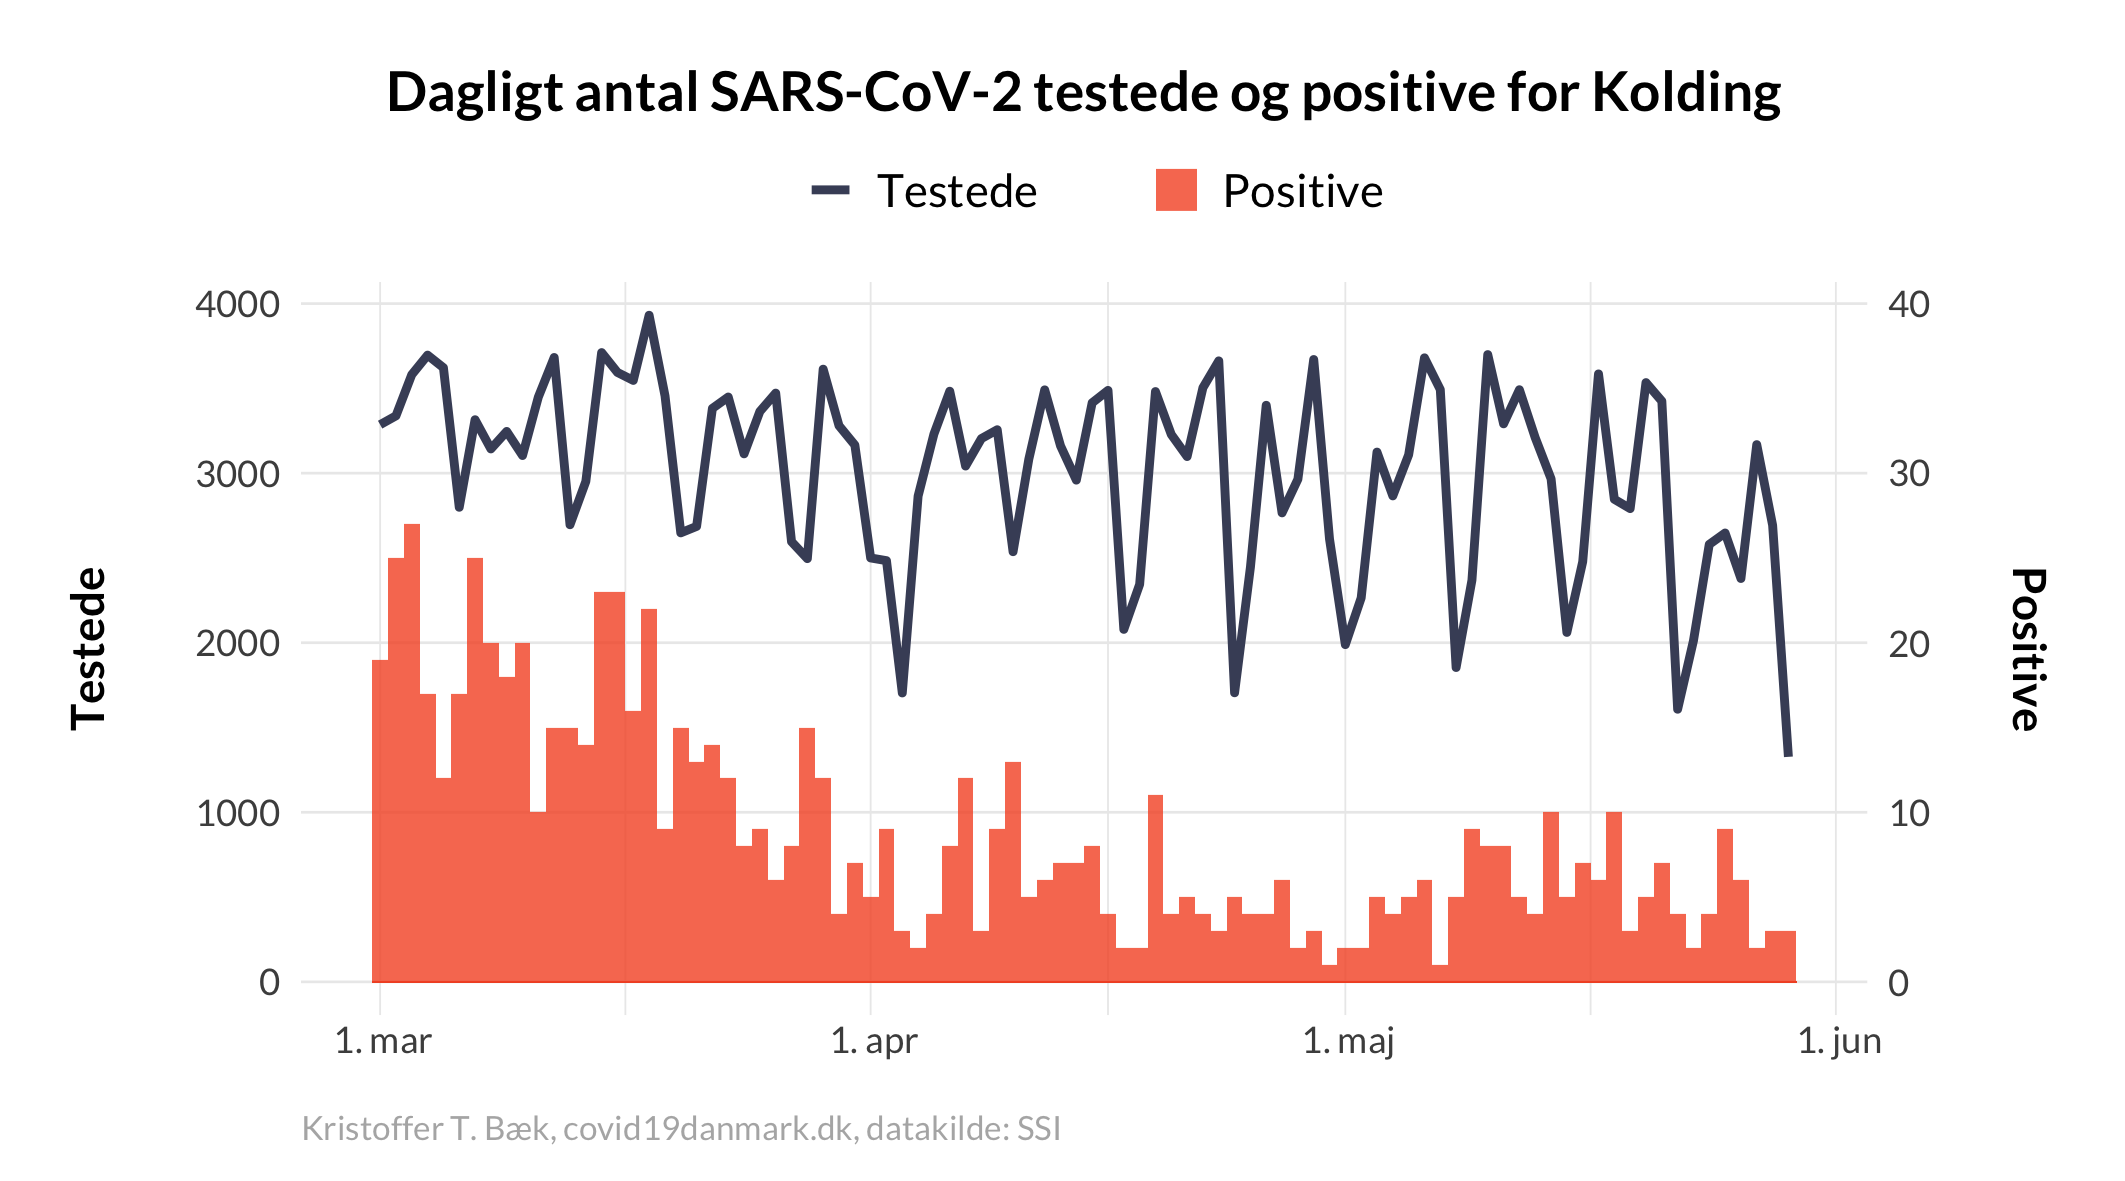 Dagligt antal SARS-CoV-2 testede og positive for Kolding
Testede
Positive
4000
3000
2000
1000
0
Testede
40
30
20
10
0
Positive
1. mar
1. apr
1. maj
1. jun
Kristoffer T. Bæk, covid19danmark.dk, datakilde: SSI